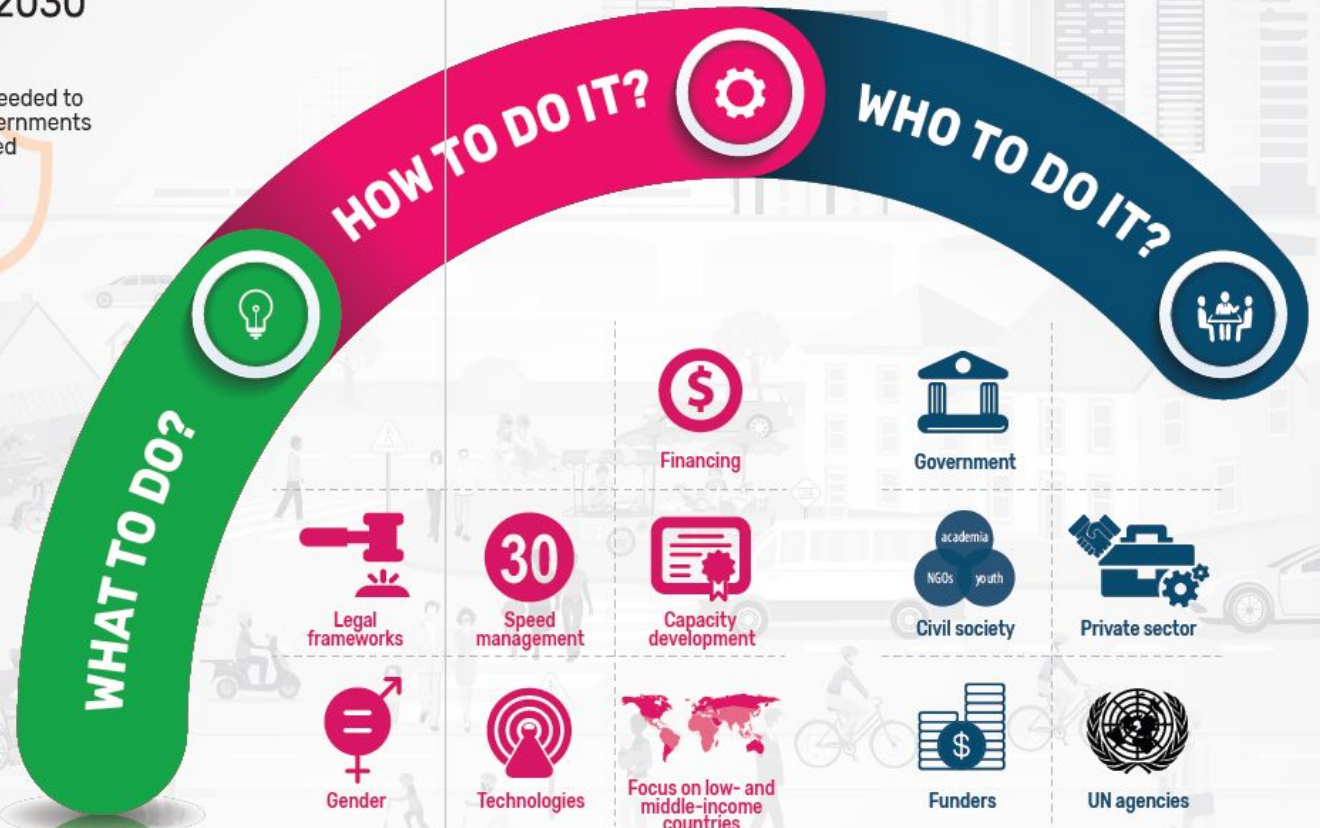 2030
eeded to
ernments
ed
WHAT TO DO?
HOW TO DO IT?
WHO TO DO IT?
$
Financing
Government
Legal
frameworks
30
Speed
management
Capacity
development
academia
NGOs youth
Civil society
Private sector
Gender
Technologies
Focus on low- and
middle-income
countries
$
Funders
UN agencies